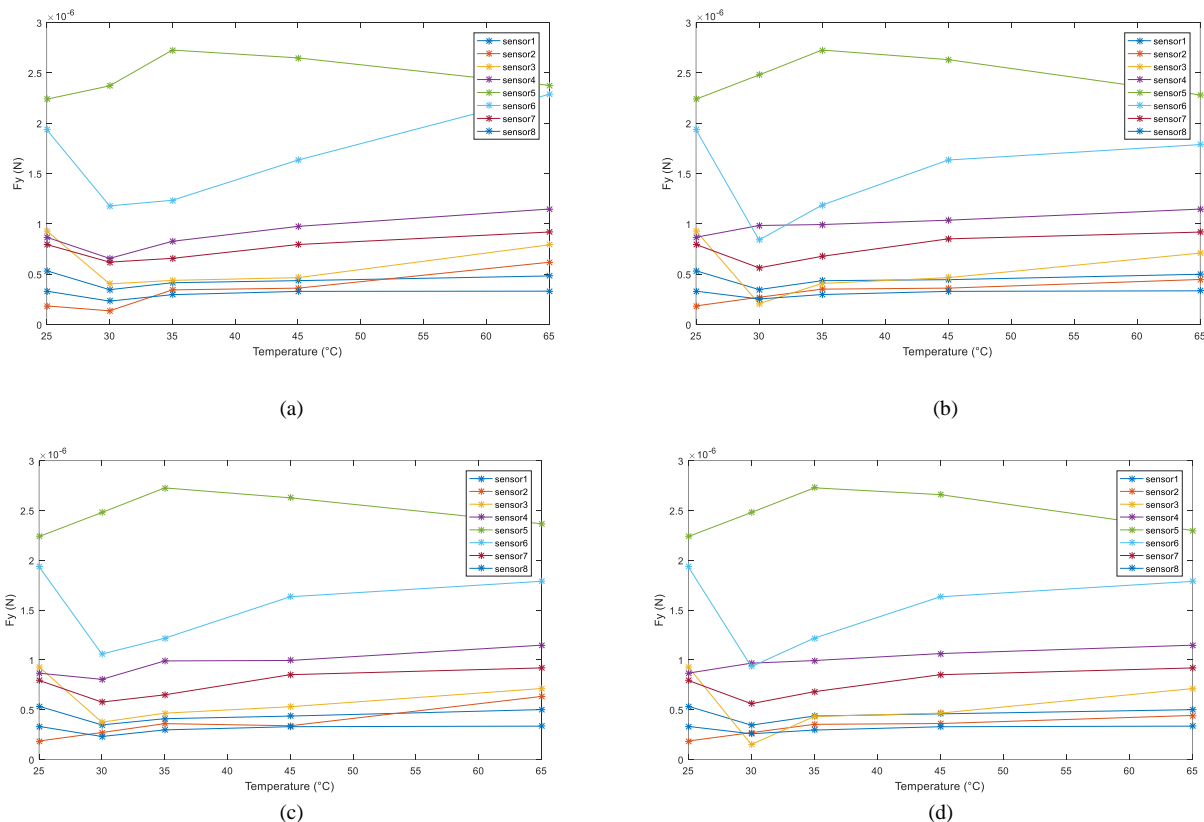 × 10^-6
3
2.5
2
1.5
1
0.5
0
Fy (N)
25 30 35 40 45 50 55 60 65
Temperature (°C)
sensor1
sensor2
sensor3
sensor4
sensor5
sensor6
sensor7
sensor8
(a)
× 10^-6
3
2.5
2
1.5
1
0.5
0
Fy (N)
25 30 35 40 45 50 55 60 65
Temperature (°C)
sensor1
sensor2
sensor3
sensor4
sensor5
sensor6
sensor7
sensor8
(b)
× 10^-6
3
2.5
2
1.5
1
0.5
0
Fy (N)
25 30 35 40 45 50 55 60 65
Temperature (°C)
sensor1
sensor2
sensor3
sensor4
sensor5
sensor6
sensor7
sensor8
(c)
× 10^-6
3
2.5
2
1.5
1
0.5
0
Fy (N)
25 30 35 40 45 50 55 60 65
Temperature (°C)
sensor1
sensor2
sensor3
sensor4
sensor5
sensor6
sensor7
sensor8
(d)